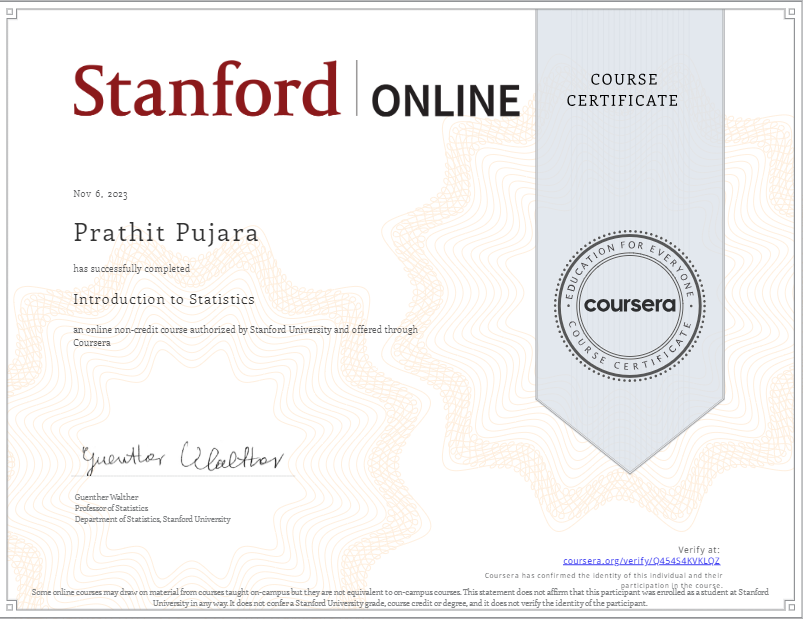 Stanford | ONLINE
COURSE
CERTIFICATE
Nov 6, 2023
Prathit Pujara
has successfully completed
Introduction to Statistics
an online non-credit course authorized by Stanford University and offered through
Coursera
EDUCATION FOR EVERYONE
coursera
COURSE CERTIFICATE
Guenther Walther
Guenther Walther
Professor of Statistics
Department of Statistics, Stanford University
Verify at:
coursera.org/verify/Q454S4KVKLQZ
Coursera has confirmed the identity of this individual and their
participation in the course.
Some online courses may draw on material from courses taught on-campus but they are not equivalent to on-campus courses. This statement does not affirm that this participant was enrolled as a student at Stanford
University in any way. It does not confer a Stanford University grade, course credit or degree, and it does not verify the identity of the participant.